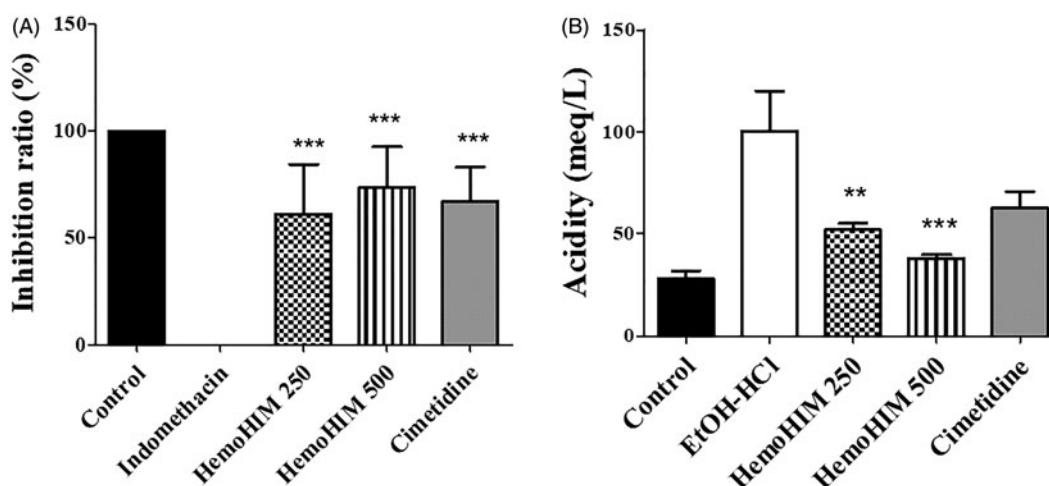 (A)
Inhibition ratio (%)
150
100
50
0
***
***
***
Control
Indomethacin
HemoHIM 250
HemoHIM 500
Cimetidine
(B)
Acidity (meq/L)
150
100
50
0
**
***
Control
EtOH-HCl
HemoHIM 250
HemoHIM 500
Cimetidine